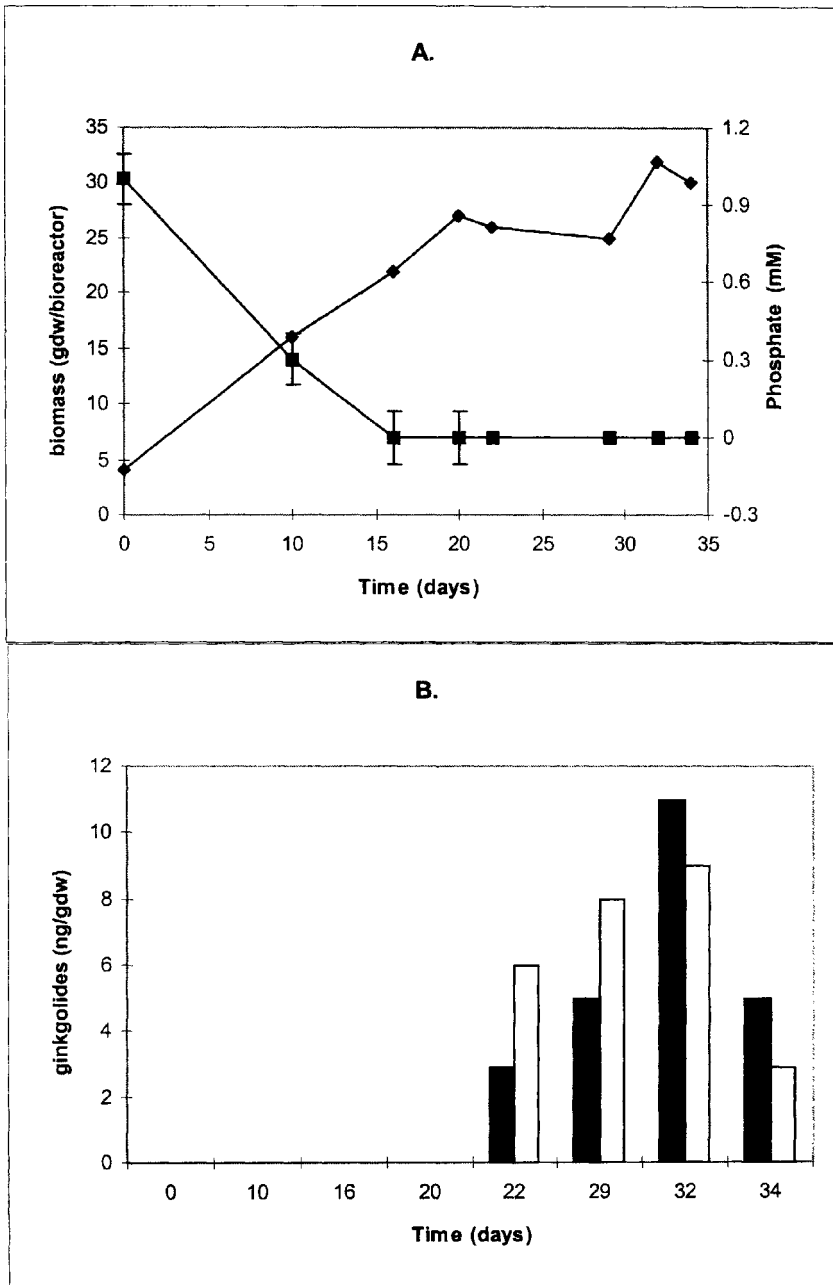 A.
biomass (gdw/bioreactor)
35
30
25
20
15
10
5
0
1.2
0.9
0.6
0.3
0
-0.3
Phosphate (mM)
0 5 10 15 20 25 30 35
Time (days)
B.
ginkgolides (ng/gdw)
12
10
8
6
4
2
0
0 10 16 20 22 29 32 34
Time (days)